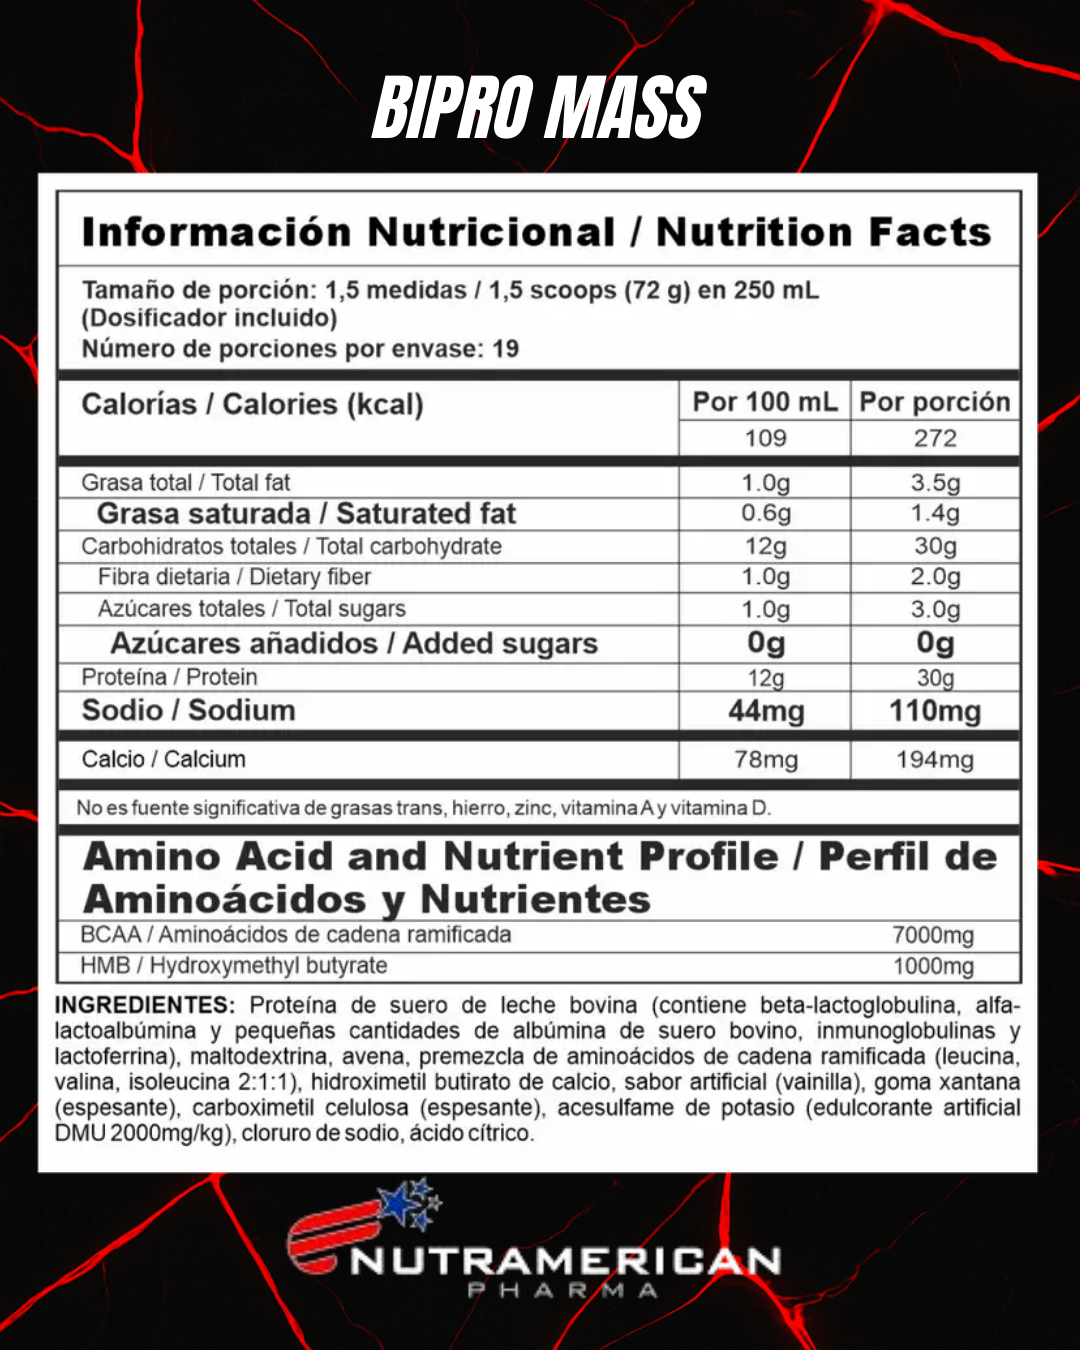 BIPRO MASS
Información Nutricional / Nutrition Facts
Tamaño de porción: 1,5 medidas / 1,5 scoops (72 g) en 250 mL
(Dosificador incluido)
Número de porciones por envase: 19
Calorías / Calories (kcal) Por 100 mL Por porción
109 272
Grasa total / Total fat 1.0g 3.5g
Grasa saturada / Saturated fat 0.6g 1.4g
Carbohidratos totales / Total carbohydrate 12g 30g
Fibra dietaria / Dietary fiber 1.0g 2.0g
Azúcares totales / Total sugars 1.0g 3.0g
Azúcares añadidos / Added sugars 0g 0g
Proteína / Protein 12g 30g
Sodio / Sodium 44mg 110mg
Calcio / Calcium 78mg 194mg
No es fuente significativa de grasas trans, hierro, zinc, vitamina A y vitamina D.
Amino Acid and Nutrient Profile / Perfil de
Aminoácidos y Nutrientes
BCAA / Aminoácidos de cadena ramificada 7000mg
HMB / Hydroxymethyl butyrate 1000mg
INGREDIENTES: Proteína de suero de leche bovina (contiene beta-lactoglobulina, alfa-
lactoalbúmina y pequeñas cantidades de albúmina de suero bovino, inmunoglobulinas y
lactoferrina), maltodextrina, avena, premezcla de aminoácidos de cadena ramificada (leucina,
valina, isoleucina 2:1:1), hidroximetil butirato de calcio, sabor artificial (vainilla), goma xantana
(espesante), carboximetil celulosa (espesante), acesulfame de potasio (edulcorante artificial
DMU 2000mg/kg), cloruro de sodio, ácido cítrico.
NUTRAMERICAN
PHARMA